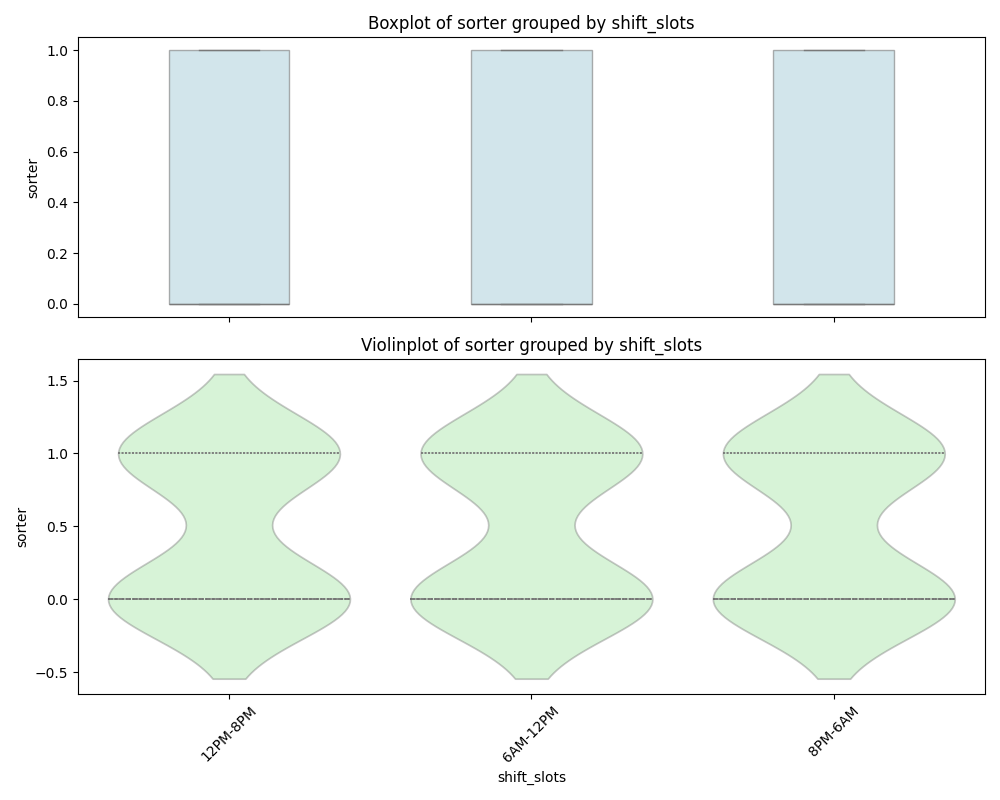 Boxplot of sorter grouped by shift_slots
1.0
0.8
0.6
0.4
0.2
0.0
sorter
Violinplot of sorter grouped by shift_slots
1.5
1.0
0.5
0.0
−0.5
sorter
12PM-8PM
6AM-12PM
8PM-6AM
shift_slots